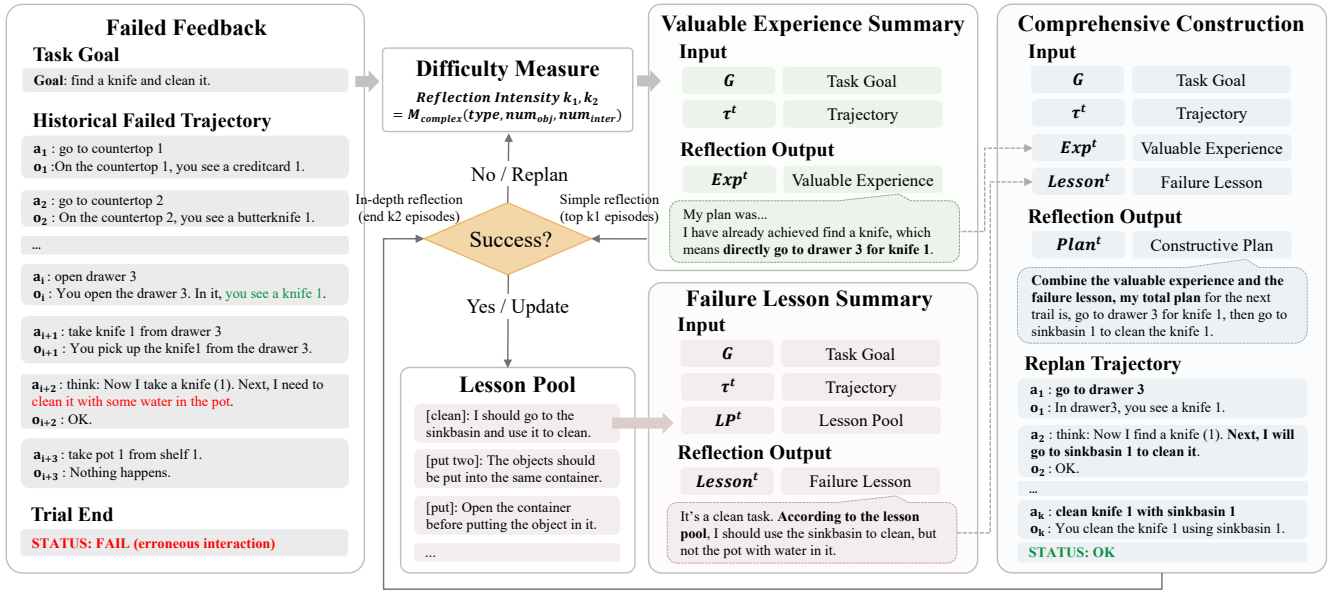 Failed Feedback
Task Goal
Goal: find a knife and clean it.
Historical Failed Trajectory
a1 : go to countertop 1
o1 :On the countertop 1, you see a creditcard 1.
a2 : go to countertop 2
o2 : On the countertop 2, you see a butterknife 1.
...
ai : open drawer 3
oi : You open the drawer 3. In it, you see a knife 1.
ai+1 : take knife 1 from drawer 3
oi+1 : You pick up the knife1 from the drawer 3.
ai+2 : think: Now I take a knife (1). Next, I need to
clean it with some water in the pot.
oi+2 : OK.
ai+3 : take pot 1 from shelf 1.
oi+3 : Nothing happens.
Trial End
STATUS: FAIL (erroneous interaction)
Difficulty Measure
Reflection Intensity k1, k2
= Mcomplex(type, numobj, numinter)
No / Replan
In-depth reflection
(end k2 episodes)
Simple reflection
(top k1 episodes)
Success?
Yes / Update
Lesson Pool
[clean]: I should go to the
sinkbasin and use it to clean.
[put two]: The objects should
be put into the same container.
[put]: Open the container
before putting the object in it.
...
Valuable Experience Summary
Input
G Task Goal
τt Trajectory
Reflection Output
Expt Valuable Experience
My plan was...
I have already achieved find a knife, which
means directly go to drawer 3 for knife 1.
Failure Lesson Summary
Input
G Task Goal
τt Trajectory
LPt Lesson Pool
Reflection Output
Lessont Failure Lesson
It's a clean task. According to the lesson
pool, I should use the sinkbasin to clean, but
not the pot with water in it.
Comprehensive Construction
Input
G Task Goal
τt Trajectory
Expt Valuable Experience
Lessont Failure Lesson
Reflection Output
Plant Constructive Plan
Combine the valuable experience and the
failure lesson, my total plan for the next
trail is, go to drawer 3 for knife 1, then go to
sinkbasin 1 to clean the knife 1.
Replan Trajectory
a1 : go to drawer 3
o1 : In drawer3, you see a knife 1.
a2 : think: Now I find a knife (1). Next, I will
go to sinkbasin 1 to clean it.
o2 : OK.
...
ak : clean knife 1 with sinkbasin 1
ok : You clean the knife 1 using sinkbasin 1.
STATUS: OK